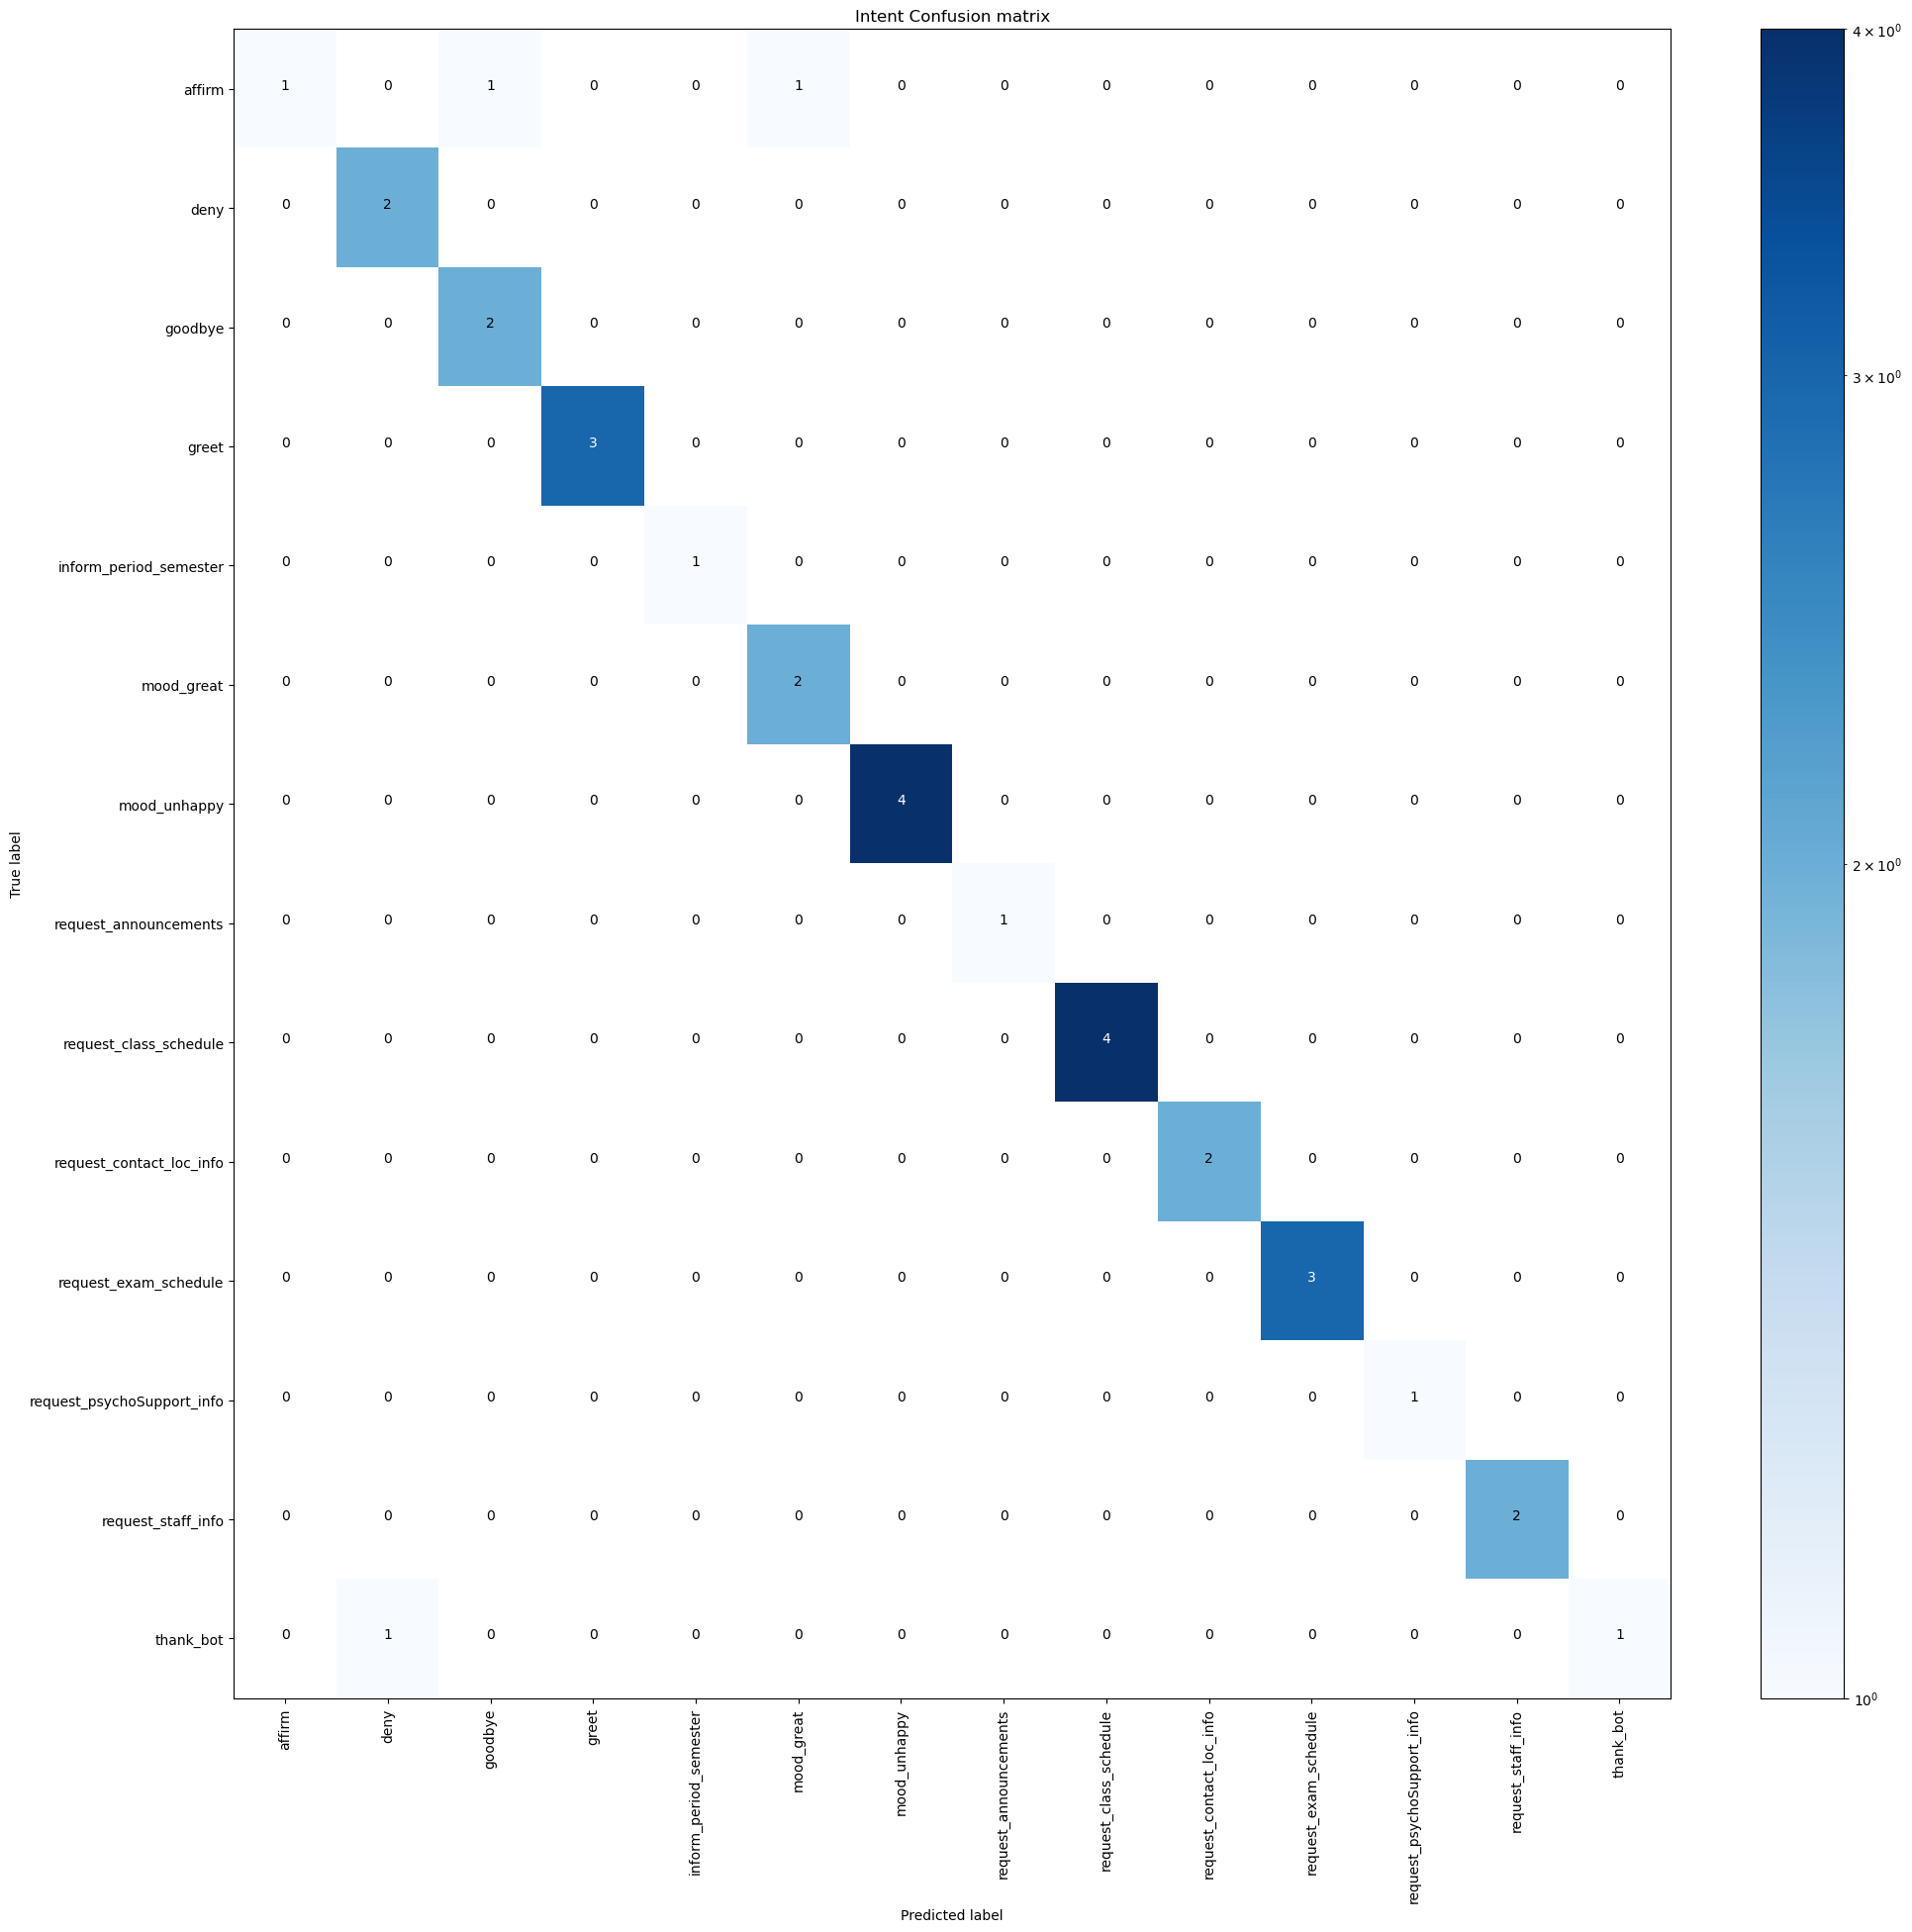 Intent Confusion matrix
True label
affirm 1 0 1 0 0 1 0 0 0 0 0 0 0 0
deny 0 2 0 0 0 0 0 0 0 0 0 0 0 0
goodbye 0 0 2 0 0 0 0 0 0 0 0 0 0 0
greet 0 0 0 3 0 0 0 0 0 0 0 0 0 0
inform_period_semester 0 0 0 0 1 0 0 0 0 0 0 0 0 0
mood_great 0 0 0 0 0 2 0 0 0 0 0 0 0 0
mood_unhappy 0 0 0 0 0 0 4 0 0 0 0 0 0 0
request_announcements 0 0 0 0 0 0 0 1 0 0 0 0 0 0
request_class_schedule 0 0 0 0 0 0 0 0 4 0 0 0 0 0
request_contact_loc_info 0 0 0 0 0 0 0 0 0 2 0 0 0 0
request_exam_schedule 0 0 0 0 0 0 0 0 0 0 3 0 0 0
request_psychoSupport_info 0 0 0 0 0 0 0 0 0 0 0 1 0 0
request_staff_info 0 0 0 0 0 0 0 0 0 0 0 0 2 0
thank_bot 0 1 0 0 0 0 0 0 0 0 0 0 0 1
affirm
deny
goodbye
greet
inform_period_semester
mood_great
mood_unhappy
request_announcements
request_class_schedule
request_contact_loc_info
request_exam_schedule
request_psychoSupport_info
request_staff_info
thank_bot
Predicted label
4 × 10⁰
3 × 10⁰
2 × 10⁰
10⁰